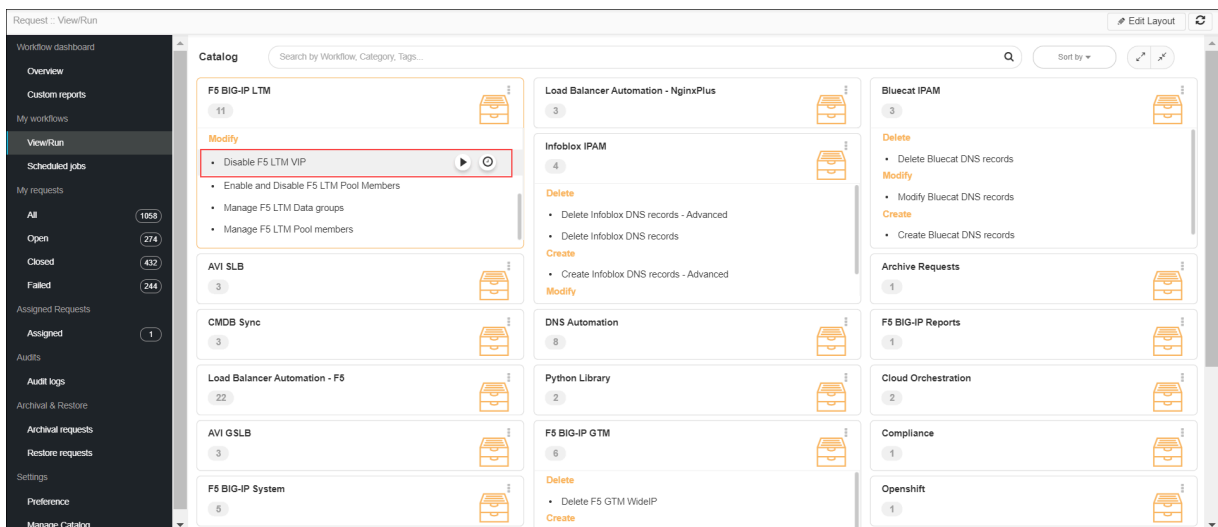 Request :: View/Run
Edit Layout
Workflow dashboard
Overview
Custom reports
My workflows
View/Run
Scheduled jobs
My requests
All 1058
Open 274
Closed 432
Failed 244
Assigned Requests
Assigned 1
Audits
Audit logs
Archival & Restore
Archival requests
Restore requests
Settings
Preference
Manage Catalog
Catalog
Search by Workflow, Category, Tags...
Sort by
F5 BIG-IP LTM
11
Modify
• Disable F5 LTM VIP
• Enable and Disable F5 LTM Pool Members
• Manage F5 LTM Data groups
• Manage F5 LTM Pool members
AVI SLB
3
CMDB Sync
3
Load Balancer Automation - F5
22
AVI GSLB
3
F5 BIG-IP System
5
Load Balancer Automation - NginxPlus
3
Infoblox IPAM
4
Delete
• Delete Infoblox DNS records - Advanced
• Delete Infoblox DNS records
Create
• Create Infoblox DNS records - Advanced
Modify
DNS Automation
8
Python Library
2
F5 BIG-IP GTM
6
Delete
• Delete F5 GTM WideIP
Create
Bluecat IPAM
3
Delete
• Delete Bluecat DNS records
Modify
• Modify Bluecat DNS records
Create
• Create Bluecat DNS records
Archive Requests
1
F5 BIG-IP Reports
1
Cloud Orchestration
2
Compliance
1
Openshift
1